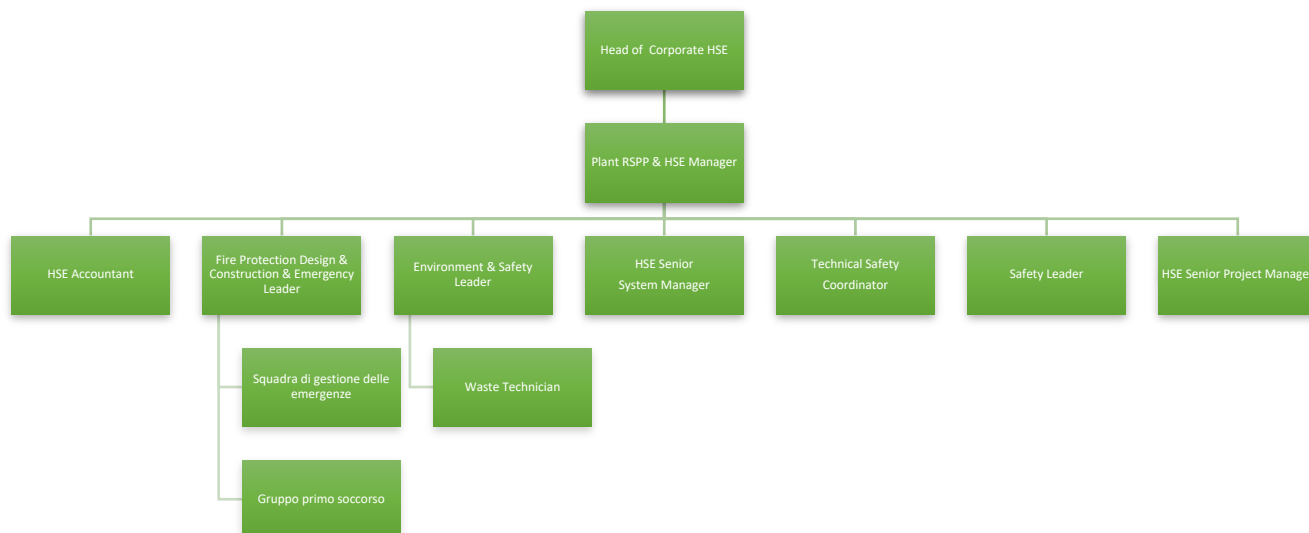 Head of Corporate HSE
Plant RSPP & HSE Manager
HSE Accountant
Fire Protection Design &
Construction & Emergency
Leader
Environment & Safety
Leader
HSE Senior
System Manager
Technical Safety
Coordinator
Safety Leader
HSE Senior Project Manager
Squadra di gestione delle
emergenze
Waste Technician
Gruppo primo soccorso